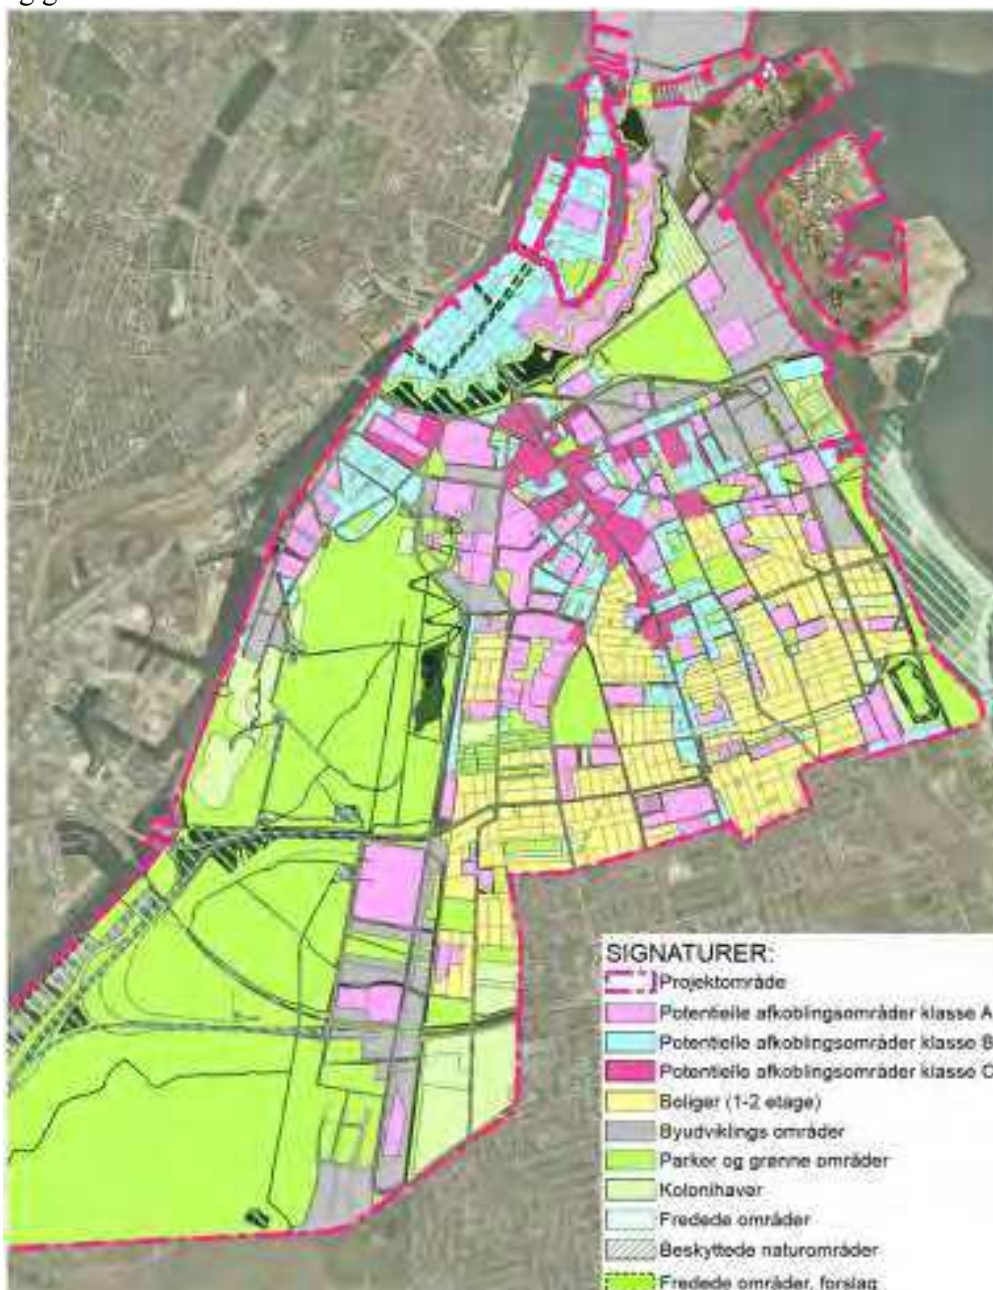 SIGNATURER:
Projektområde
Potentielle afkoblingsområder klasse A
Potentielle afkoblingsområder klasse B
Potentielle afkoblingsområder klasse C
Boliger (1-2 etage)
Byudviklings områder
Parker og grønne områder
Kolonihaver
Fredede områder
Beskyttede naturområder
Fredede områder, forslag